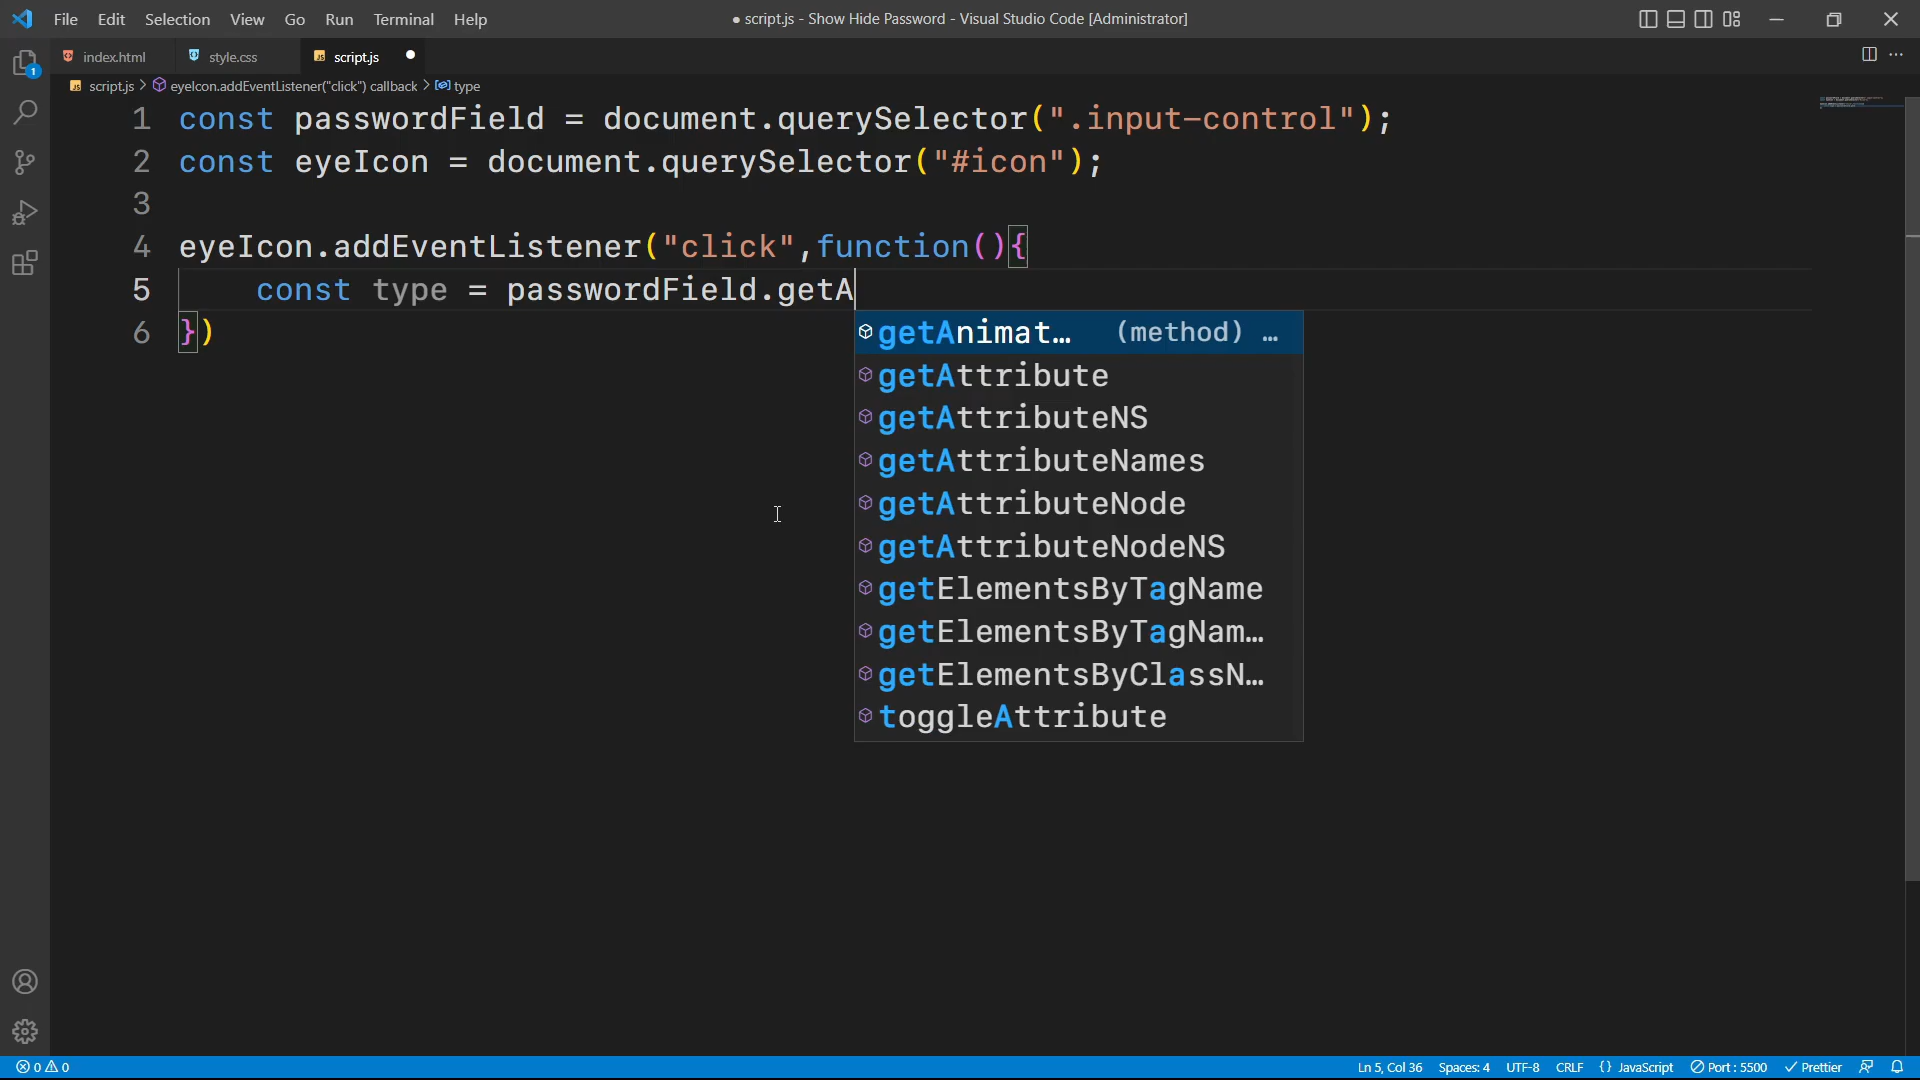 File Edit Selection View Go Run Terminal Help
● script.js - Show Hide Password - Visual Studio Code [Administrator]
index.html style.css script.js ●
script.js > eyeIcon.addEventListener("click") callback > type
1 const passwordField = document.querySelector(".input-control");
2 const eyeIcon = document.querySelector("#icon");
3
4 eyeIcon.addEventListener("click",function(){
5 const type = passwordField.getA
6 })
getAnimat… (method) …
getAttribute
getAttributeNS
getAttributeNames
getAttributeNode
getAttributeNodeNS
getElementsByTagName
getElementsByTagNam…
getElementsByClassN…
toggleAttribute
1
0 0 Ln 5, Col 36 Spaces: 4 UTF-8 CRLF {} JavaScript Port : 5500 Prettier